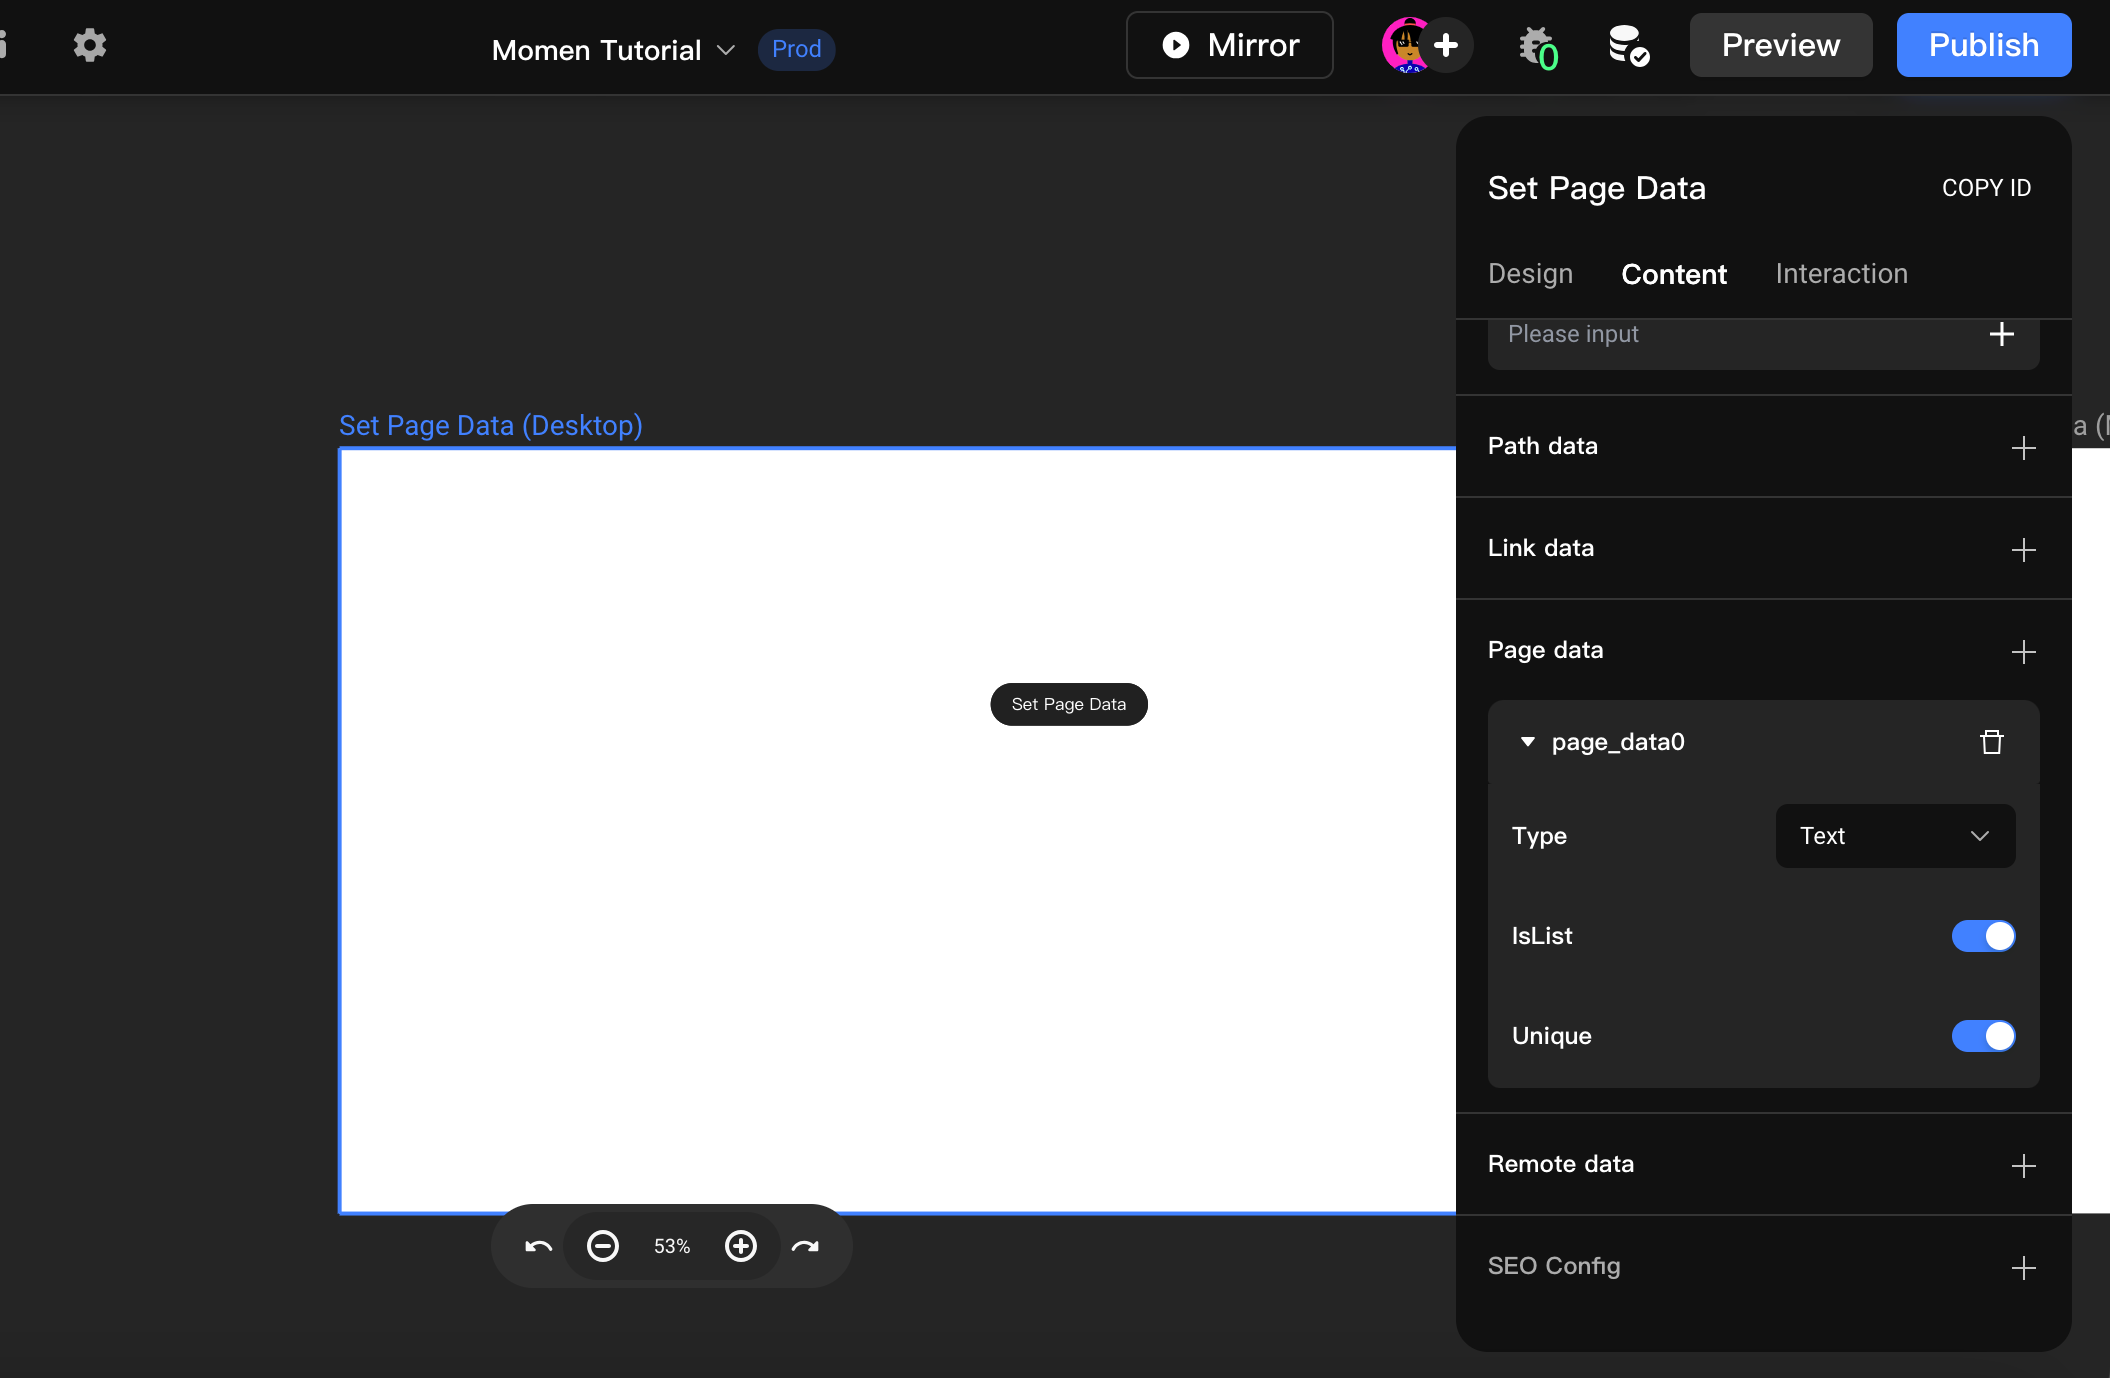 Momen Tutorial
Prod
Mirror
0
Preview
Publish
Set Page Data
COPY ID
Design
Content
Interaction
Please input
Set Page Data (Desktop)
Path data
Link data
Page data
Set Page Data
page_data0
Type
Text
IsList
Unique
Remote data
SEO Config
53%